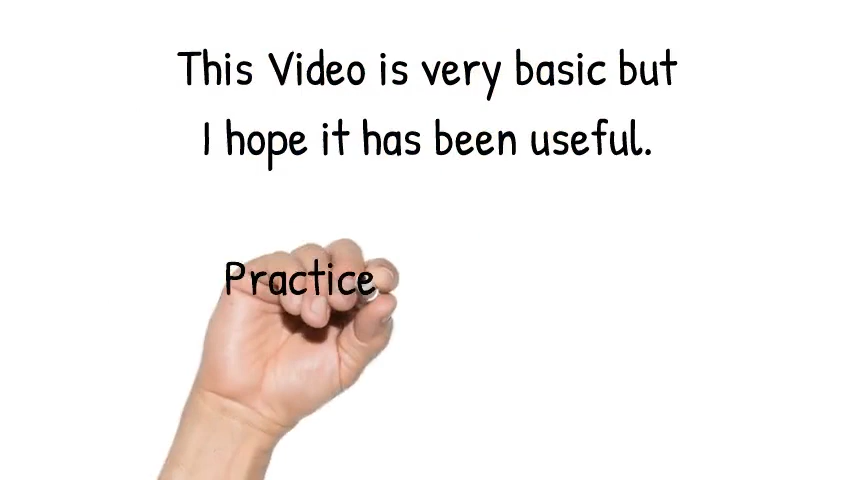 This Video is very basic but
I hope it has been useful.
Practice